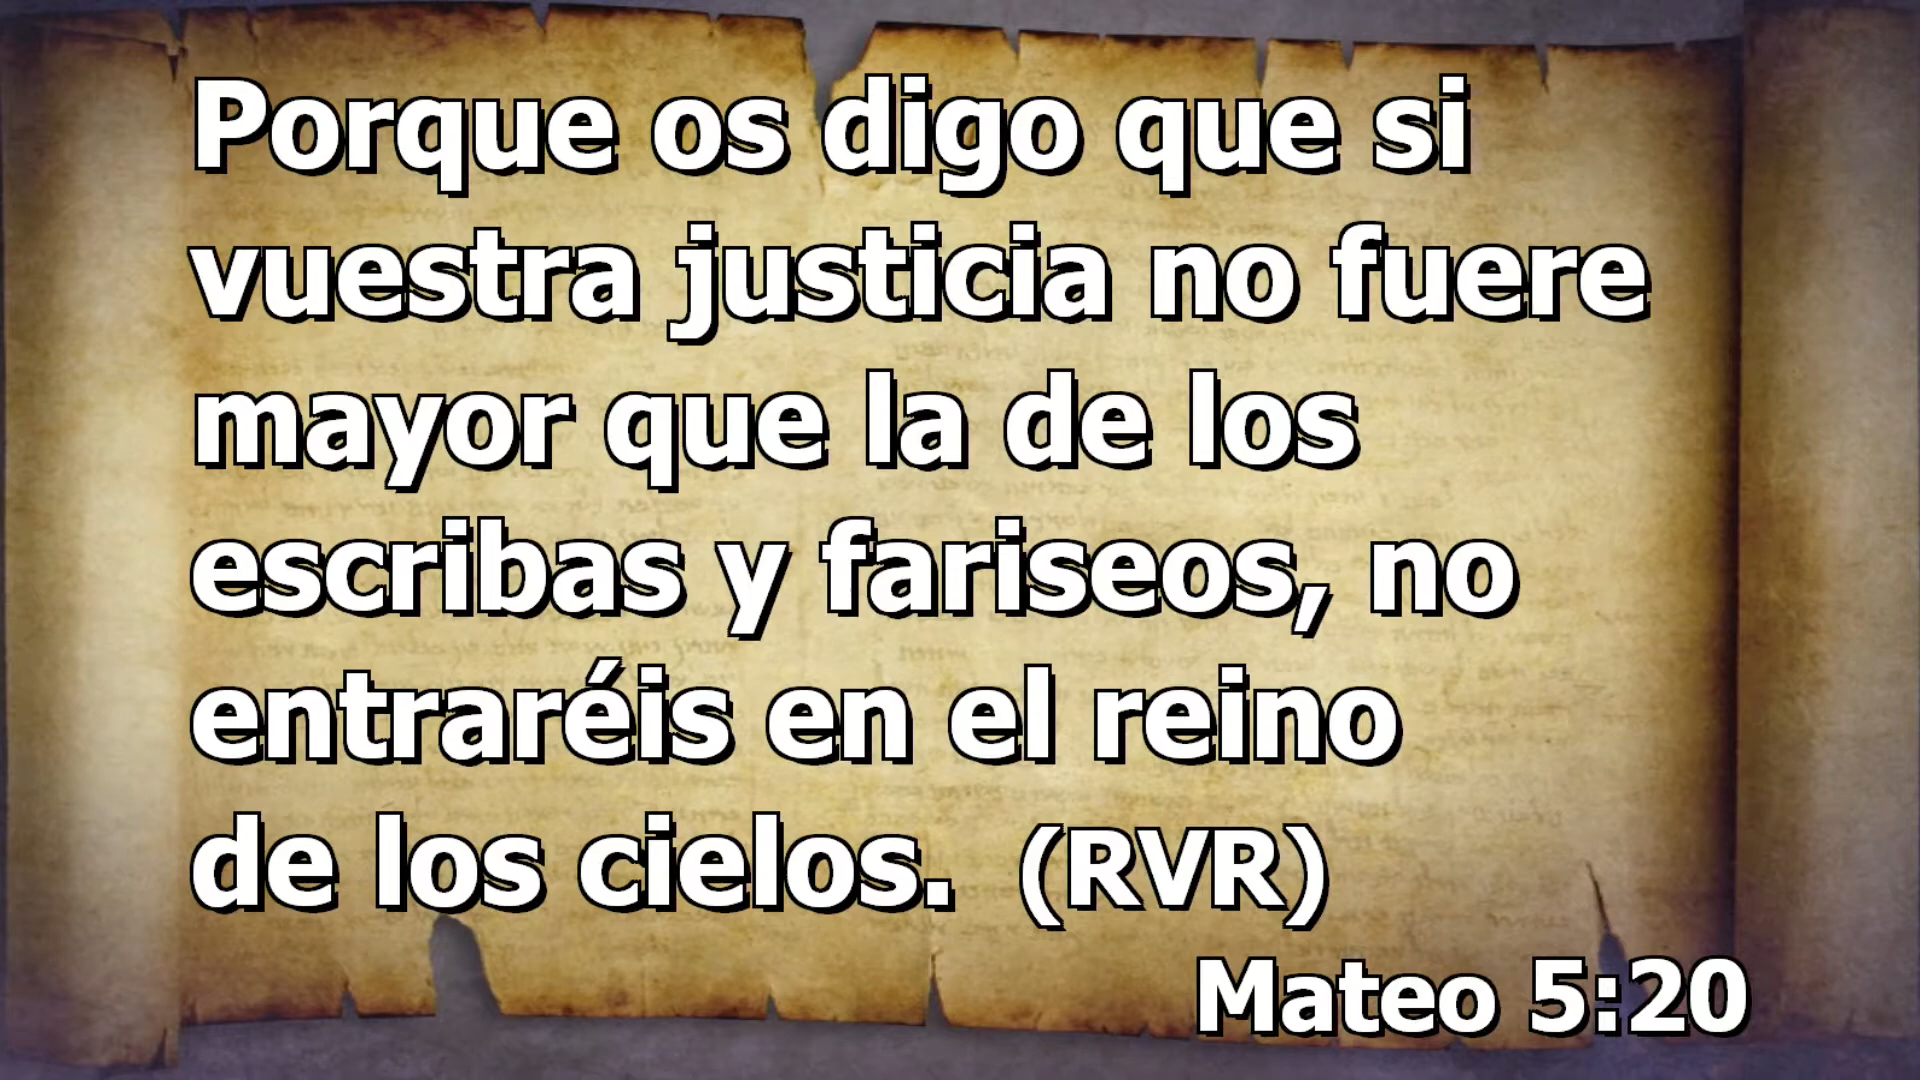 Porque os digo que si
vuestra justicia no fuere
mayor que la de los
escribas y fariseos, no
entraréis en el reino
de los cielos. (RVR)
Mateo 5:20